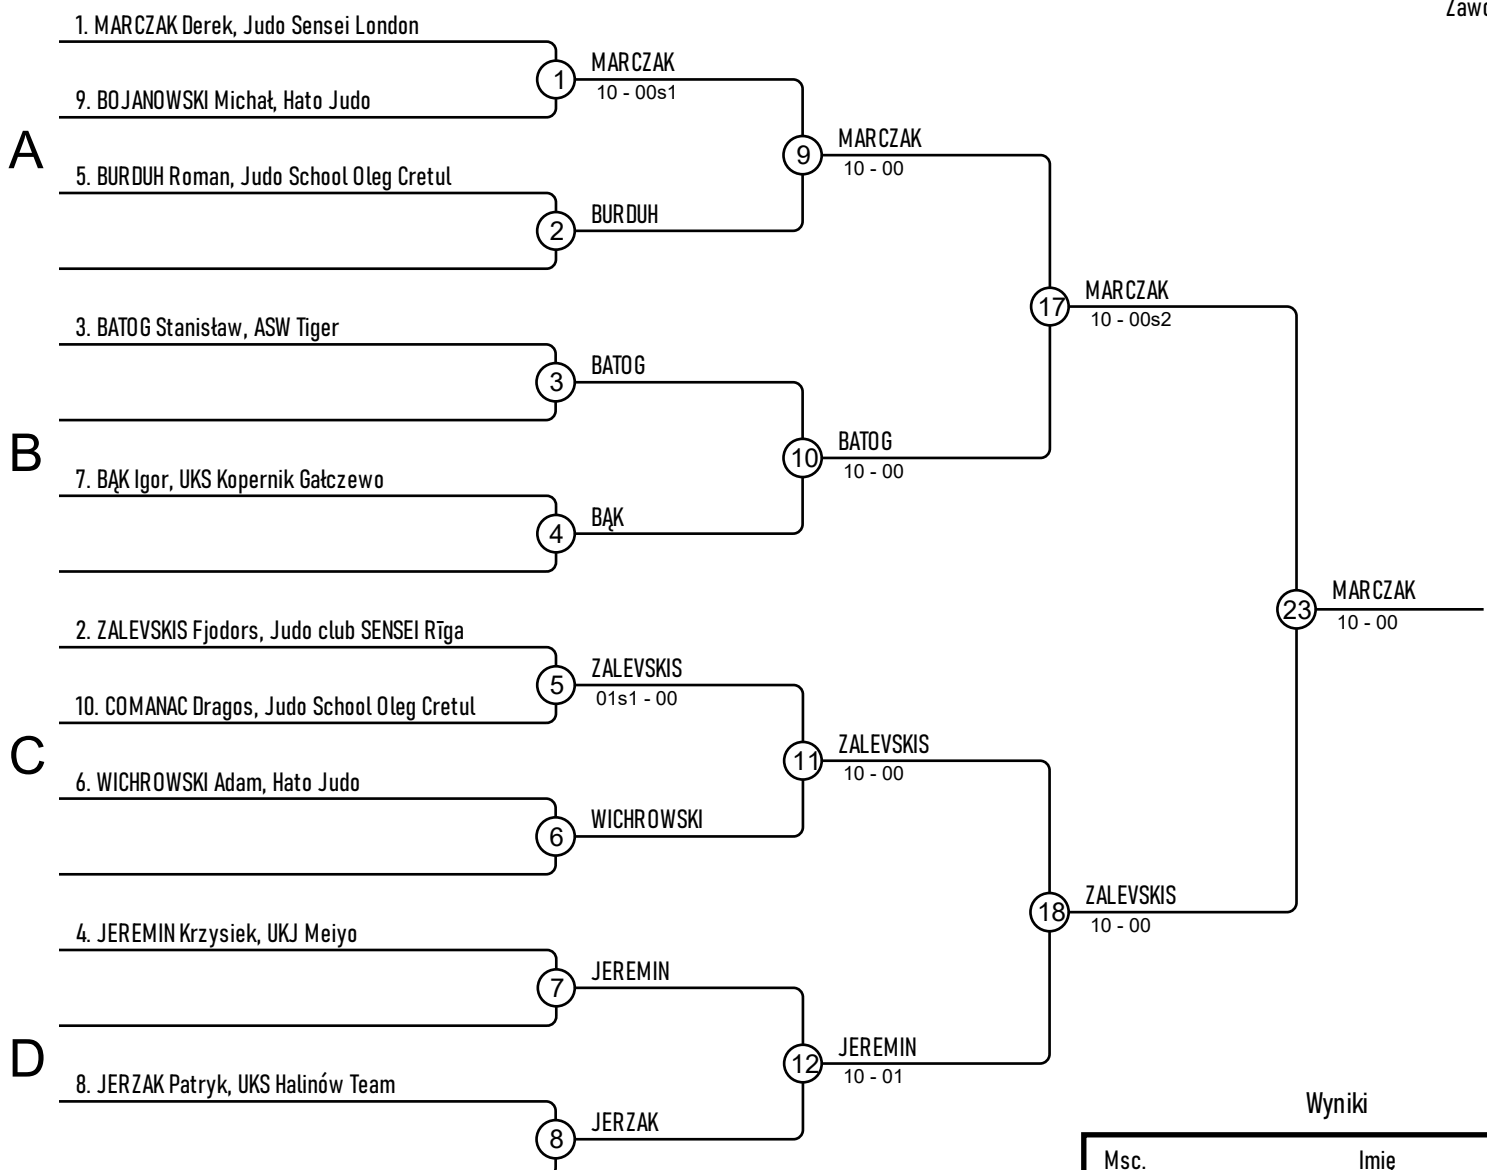 Zawo
1. MARCZAK Derek, Judo Sensei London
9. BOJANOWSKI Michał, Hato Judo
1
MARCZAK
10 - 00s1
A
5. BURDUH Roman, Judo School Oleg Cretul
2
BURDUH
9
MARCZAK
10 - 00
3. BATOG Stanisław, ASW Tiger
3
BATOG
B
7. BĄK Igor, UKS Kopernik Gałczewo
4
BĄK
10
BATOG
10 - 00
17
MARCZAK
10 - 00s2
2. ZALEVSKIS Fjodors, Judo club SENSEI Rīga
10. COMANAC Dragos, Judo School Oleg Cretul
5
ZALEVSKIS
01s1 - 00
C
6. WICHROWSKI Adam, Hato Judo
6
WICHROWSKI
11
ZALEVSKIS
10 - 00
4. JEREMIN Krzysiek, UKJ Meiyo
7
JEREMIN
D
8. JERZAK Patryk, UKS Halinów Team
8
JERZAK
12
JEREMIN
10 - 01
18
ZALEVSKIS
10 - 00
23
MARCZAK
10 - 00
Wyniki
Msc. Imię